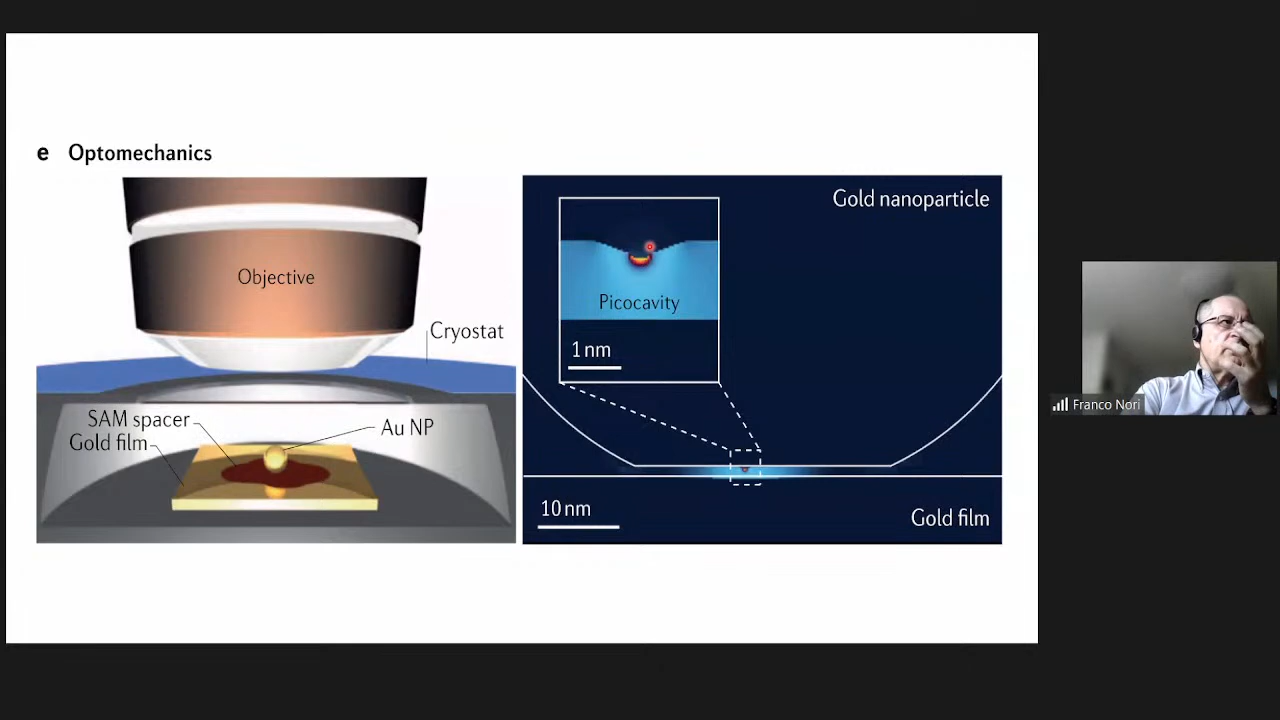 e Optomechanics
Objective
Cryostat
SAM spacer
Gold film
Au NP
Gold nanoparticle
Picocavity
1 nm
10 nm
Gold film
Franco Nori